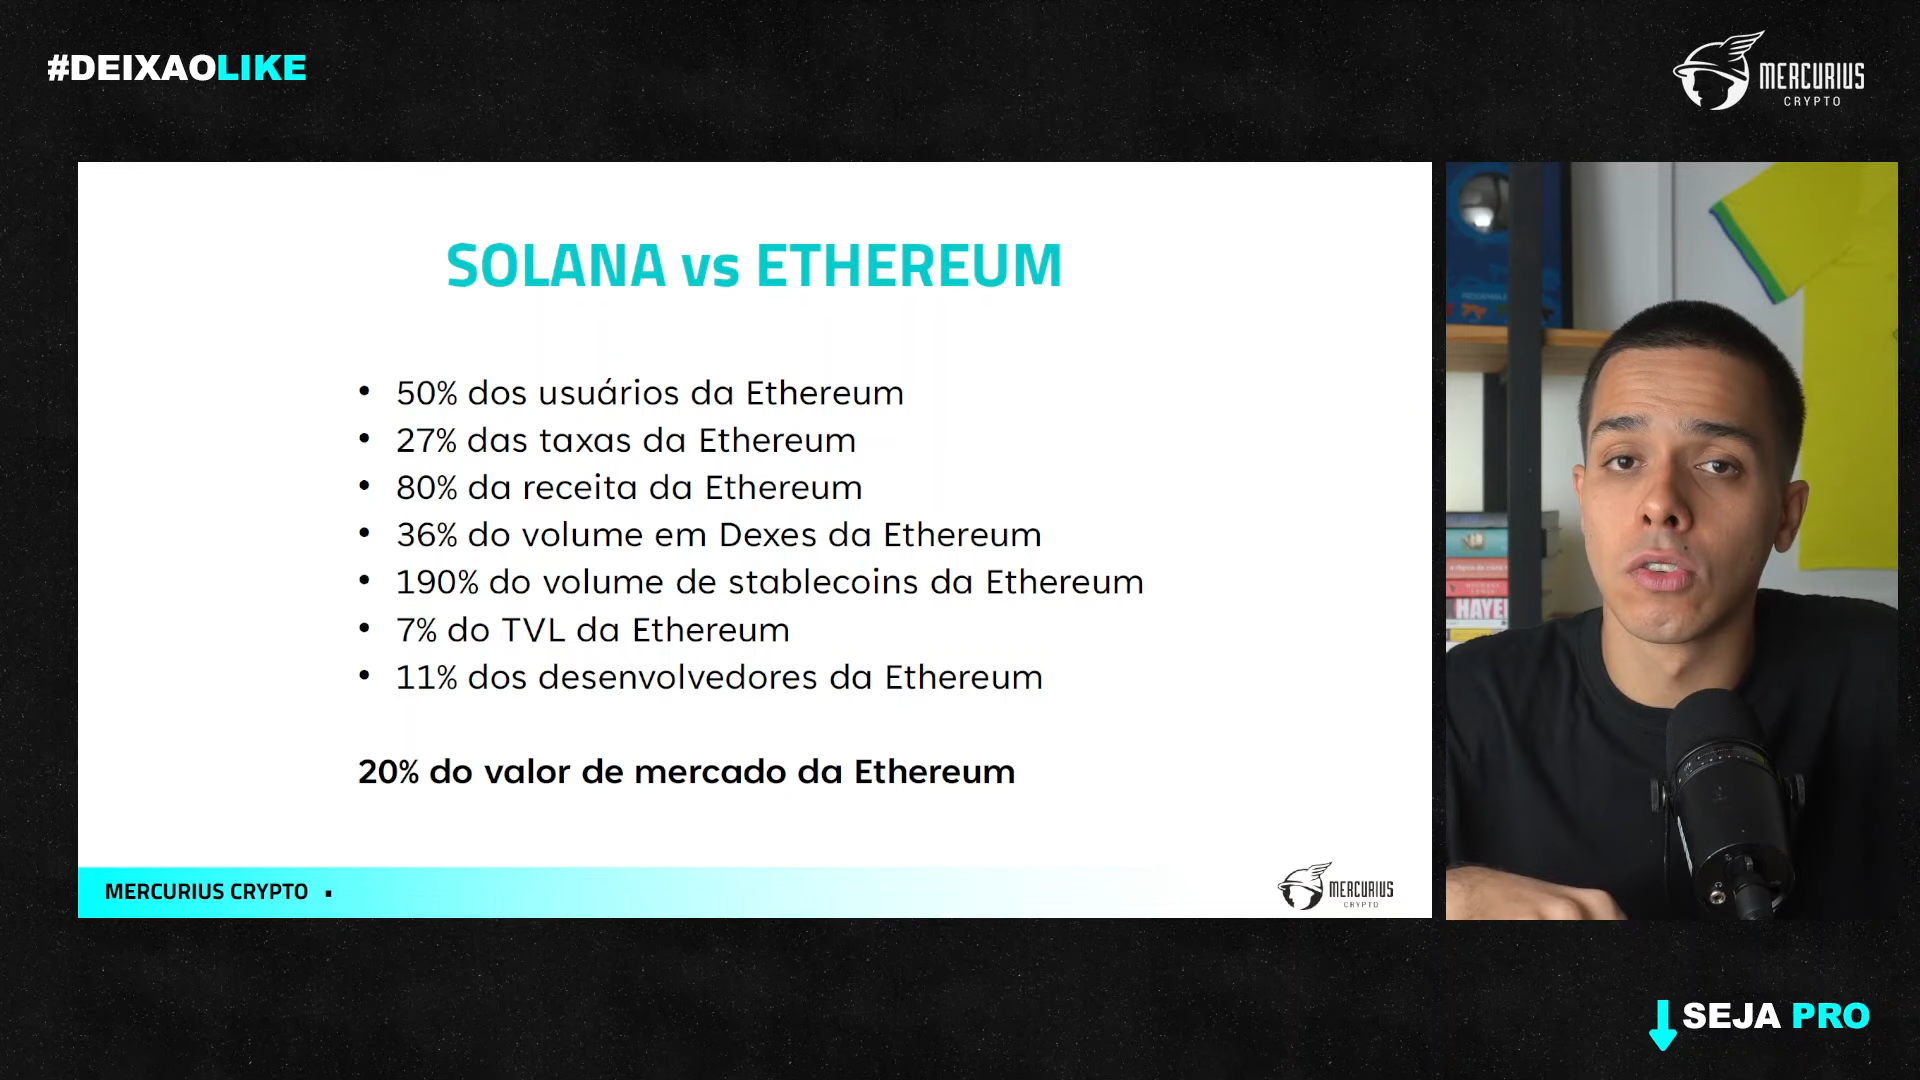 #DEIXAOLIKE
MERCURIUS
CRYPTO
SOLANA vs ETHEREUM
• 50% dos usuários da Ethereum
• 27% das taxas da Ethereum
• 80% da receita da Ethereum
• 36% do volume em Dexes da Ethereum
• 190% do volume de stablecoins da Ethereum
• 7% do TVL da Ethereum
• 11% dos desenvolvedores da Ethereum
20% do valor de mercado da Ethereum
MERCURIUS CRYPTO
MERCURIUS
CRYPTO
HAYE
SEJA PRO